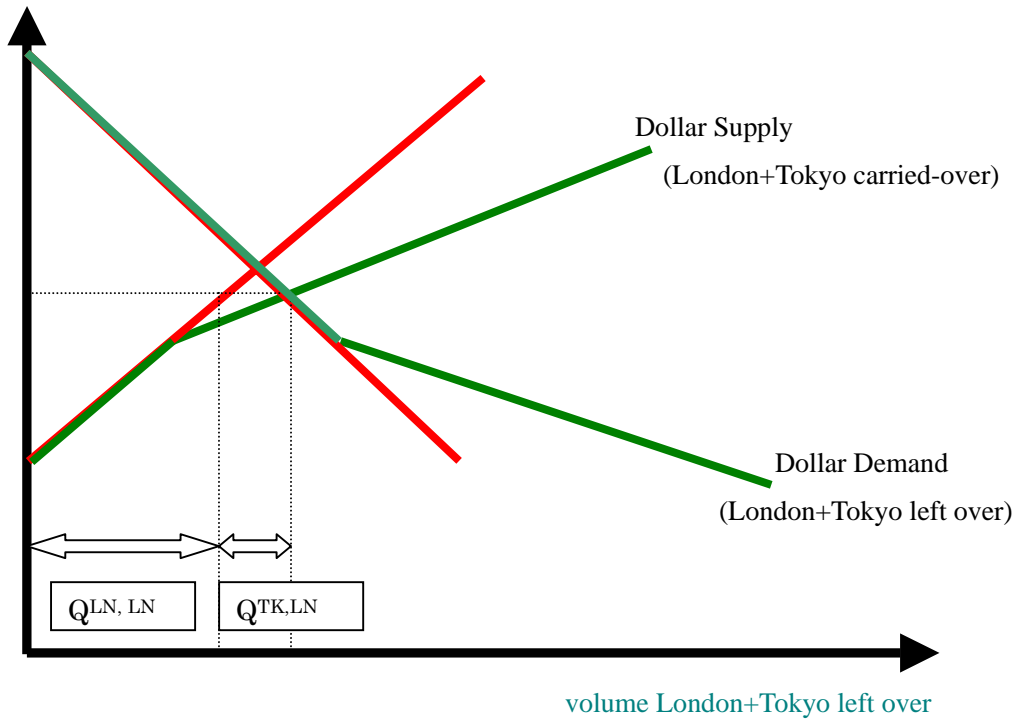 Dollar Supply
(London+Tokyo carried-over)
Dollar Demand
(London+Tokyo left over)
QLN, LN
QTK,LN
volume London+Tokyo left over